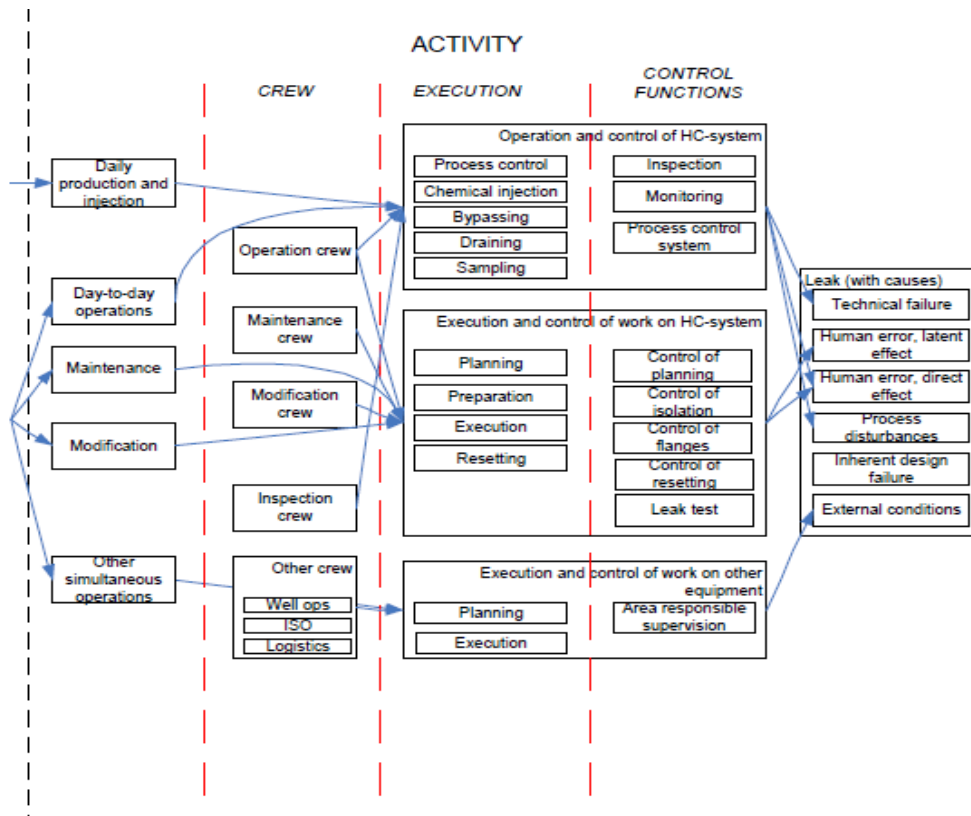 ACTIVITY
CREW
EXECUTION
CONTROL
FUNCTIONS
Daily
production and
injection
Day-to-day
operations
Maintenance
Modification
Other
simultaneous
operations
Operation crew
Maintenance
crew
Modification
crew
Inspection
crew
Other crew
Well ops
ISO
Logistics
Operation and control of HC-system
Process control
Chemical injection
Bypassing
Draining
Sampling
Inspection
Monitoring
Process control
system
Execution and control of work on HC-system
Planning
Preparation
Execution
Resetting
Control of
planning
Control of
isolation
Control of
flanges
Control of
resetting
Leak test
Execution and control of work on other
equipment
Planning
Execution
Area responsible
supervision
Leak (with causes)
Technical failure
Human error, latent
effect
Human error, direct
effect
Process
disturbances
Inherent design
failure
External conditions